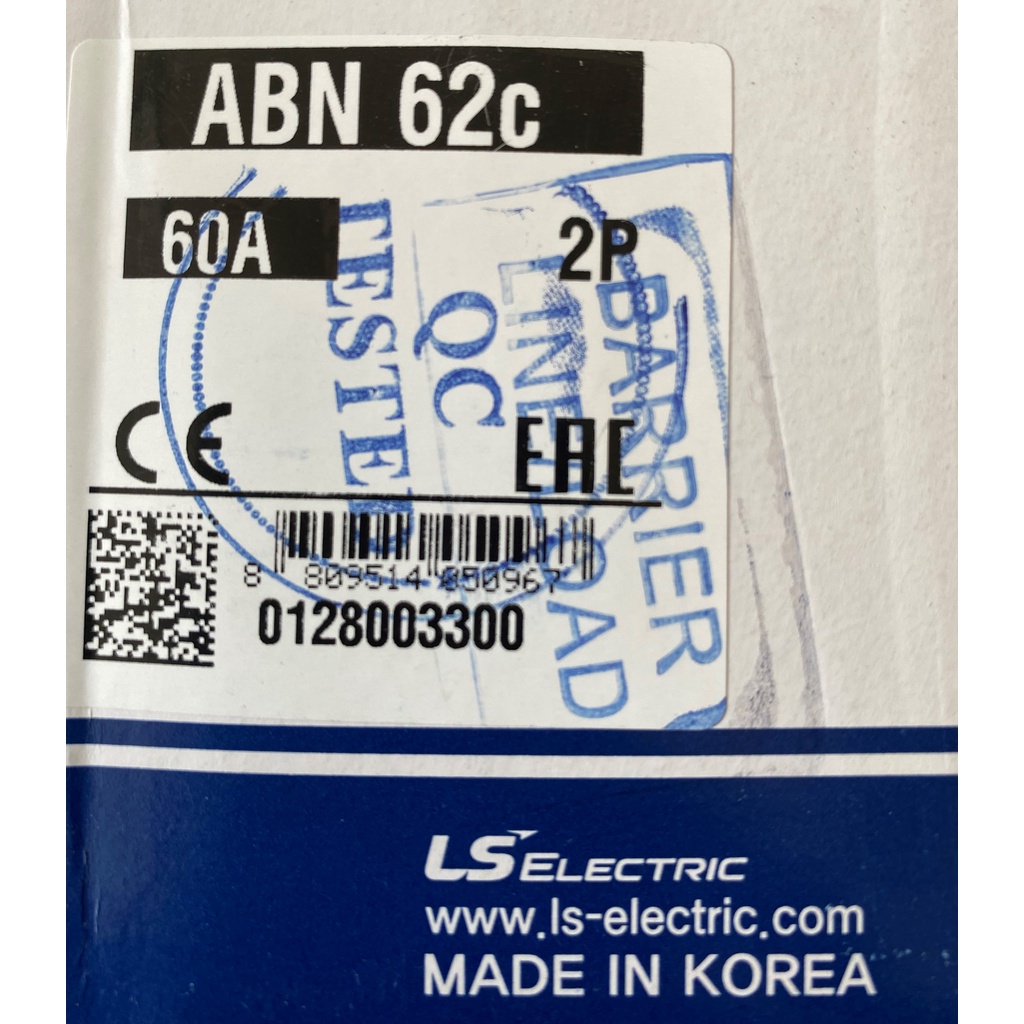 ABN 62c
60A
2P
TESTED
QC
LINE LOAD
BARRIER
CE
EAC
8 809514 050967
0128003300
LS ELECTRIC
www.ls-electric.com
MADE IN KOREA